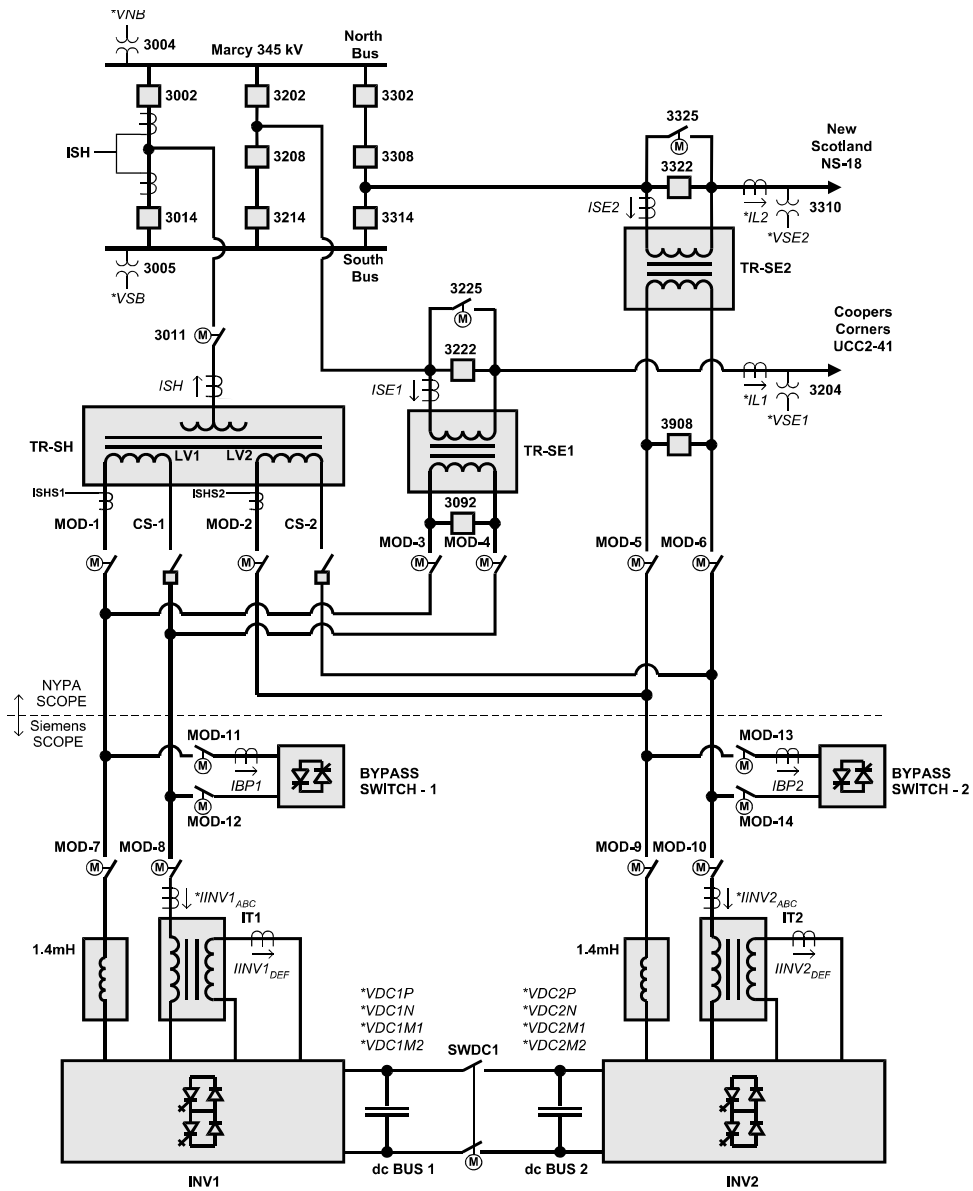 *VNB
3004
Marcy 345 kV
North
Bus
3002
3202
3302
ISH
3208
3308
3014
3214
3314
3005
*VSB
South
Bus
3325
3322
New
Scotland
NS-18
ISE2
*IL2
3310
*VSE2
TR-SE2
3011
M
3225
M
3222
Coopers
Corners
UCC2-41
ISH
ISE1
*IL1
3204
*VSE1
TR-SH
LV1
LV2
TR-SE1
3908
ISHS1
ISHS2
MOD-1
CS-1
MOD-2
CS-2
3092
MOD-3
MOD-4
MOD-5
MOD-6
M
M
M
M
M
M
M
NYPA
SCOPE
Siemens
SCOPE
MOD-11
M
IBP1
BYPASS
SWITCH - 1
M
MOD-12
MOD-13
M
IBP2
BYPASS
SWITCH - 2
M
MOD-14
MOD-7
MOD-8
M
M
MOD-9
MOD-10
M
M
*IINV1ABC
IT1
*IINV2ABC
IT2
1.4mH
IINV1DEF
1.4mH
IINV2DEF
*VDC1P
*VDC1N
*VDC1M1
*VDC1M2
*VDC2P
*VDC2N
*VDC2M1
*VDC2M2
SWDC1
M
dc BUS 1
dc BUS 2
INV1
INV2